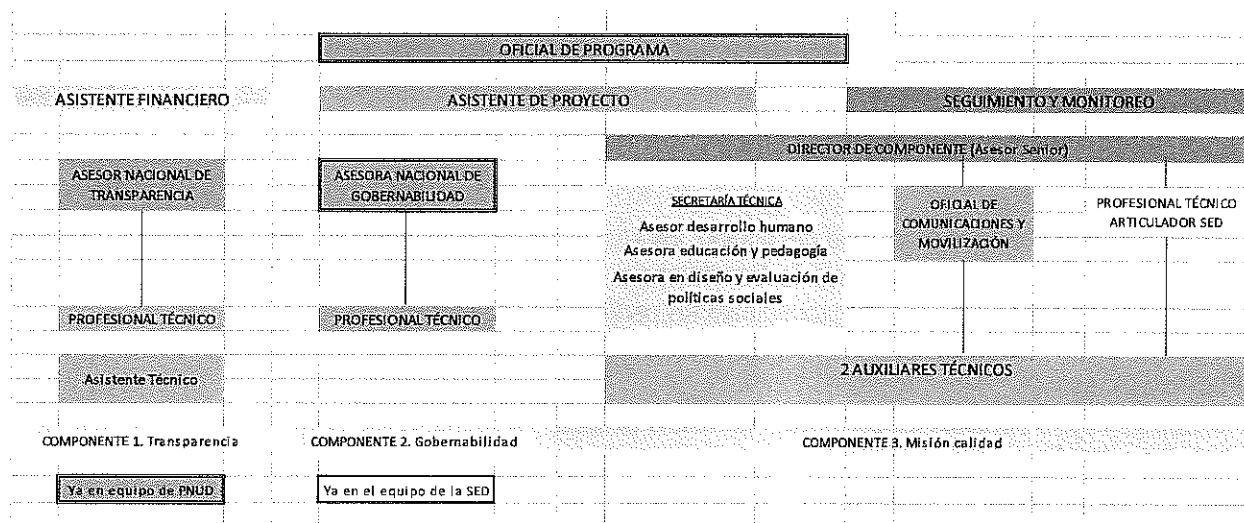 OFICIAL DE PROGRAMA
ASISTENTE FINANCIERO
ASISTENTE DE PROYECTO
SEGUIMIENTO Y MONITOREO
DIRECTOR DE COMPONENTE (Asesor Senior)
ASESOR NACIONAL DE
TRANSPARENCIA
ASESORA NACIONAL DE
GOBERNABILIDAD
SECRETARÍA TÉCNICA
Asesor desarrollo humano
Asesora educación y pedagogía
Asesora en diseño y evaluación de
políticas sociales
OFICIAL DE
COMUNICACIONES Y
MOVILIZACIÓN
PROFESIONAL TÉCNICO
ARTICULADOR SED
PROFESIONAL TÉCNICO
PROFESIONAL TÉCNICO
Asistente Técnico
2 AUXILIARES TÉCNICOS
COMPONENTE 1. Transparencia
COMPONENTE 2. Gobernabilidad
COMPONENTE 3. Misión calidad
Ya en equipo de PNUD
Ya en el equipo de la SED